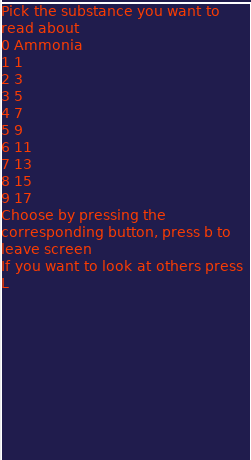 Pick the substance you want to
read about
0 Ammonia
1 1
2 3
3 5
4 7
5 9
6 11
7 13
8 15
9 17
Choose by pressing the
corresponding button, press b to
leave screen
If you want to look at others press
L